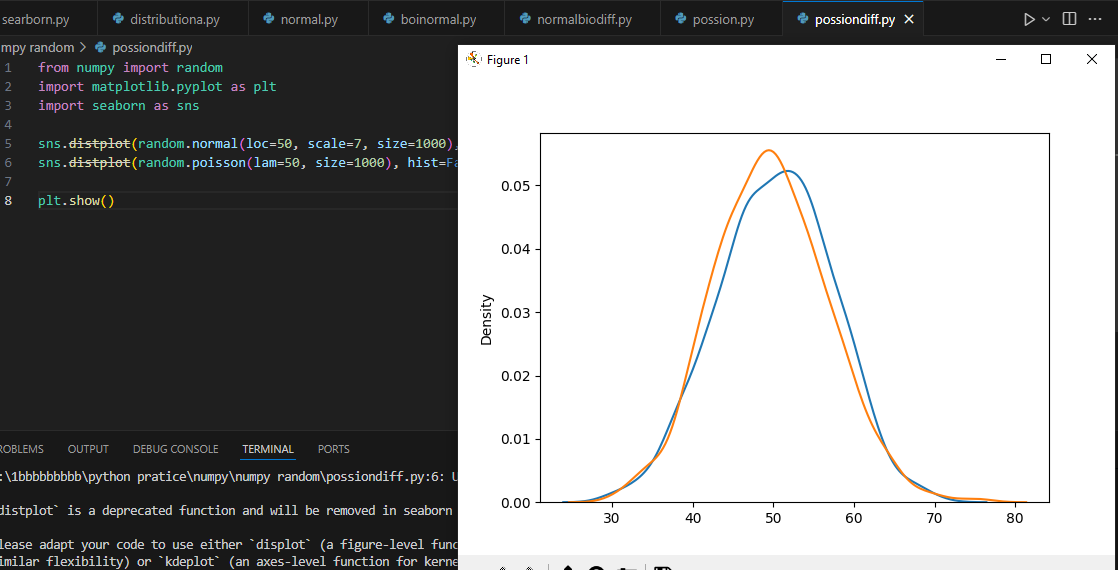 searborn.py distributiona.py normal.py boinormal.py normalbiodiff.py possion.py possiondiff.py
mpy random > possiondiff.py
1 from numpy import random
2 import matplotlib.pyplot as plt
3 import seaborn as sns
4
5 sns.distplot(random.normal(loc=50, scale=7, size=1000),
6 sns.distplot(random.poisson(lam=50, size=1000), hist=Fa
7
8 plt.show()
ROBLEMS OUTPUT DEBUG CONSOLE TERMINAL PORTS
:\1bbbbbbbbb\python pratice\numpy\numpy random\possiondiff.py:6: U
distplot` is a deprecated function and will be removed in seaborn
lease adapt your code to use either `displot` (a figure-level func
imilar flexibility) or `kdeplot` (an axes-level function for kerne
Figure 1
Density
0.05
0.04
0.03
0.02
0.01
0.00
30 40 50 60 70 80